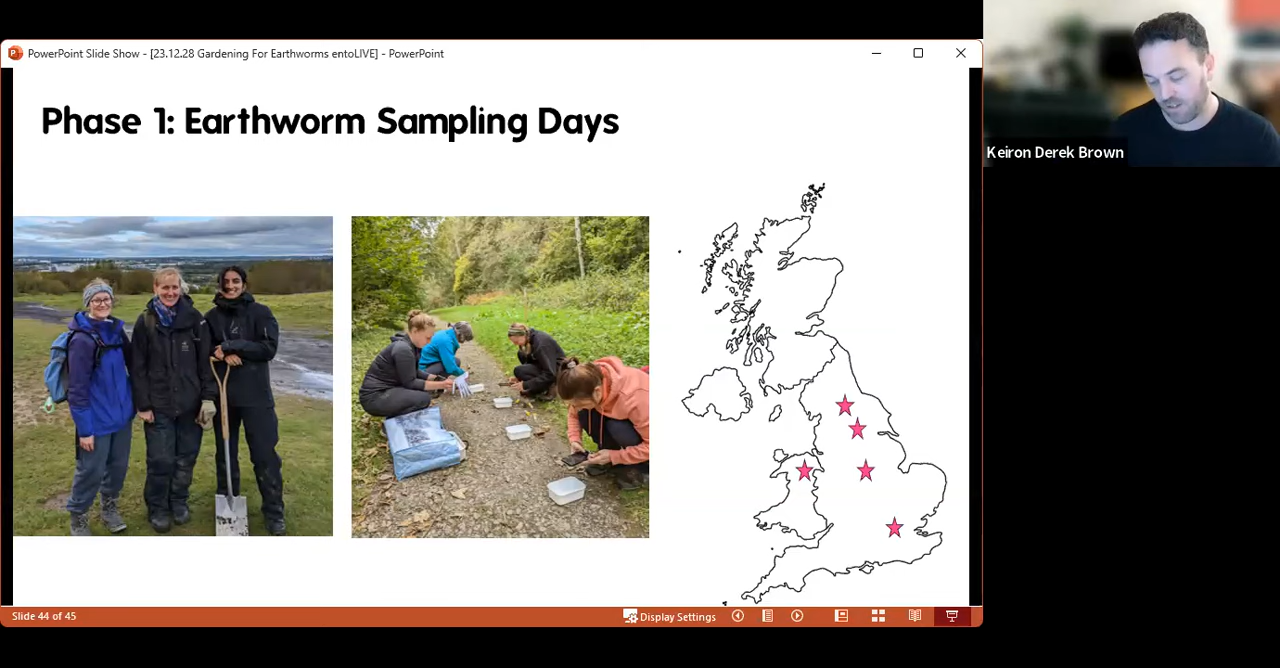 PowerPoint Slide Show - [23.12.28 Gardening For Earthworms entoLIVE] - PowerPoint
Phase 1: Earthworm Sampling Days
Keiron Derek Brown
Slide 44 of 45
Display Settings